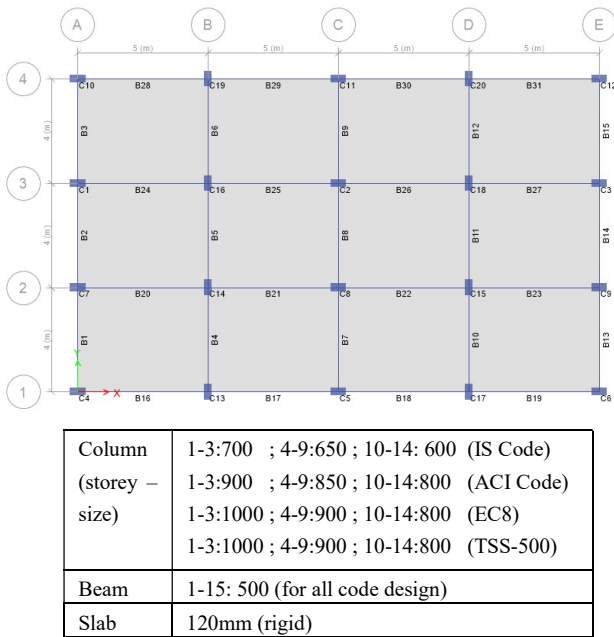 A B C D E
5 (m) 5 (m) 5 (m) 5 (m)
4
C10 B28 C19 B29 C11 B30 C20 B31 C12
4 (m) B3 B6 B9 B12 B15
3
C1 B24 C16 B25 C2 B26 C18 B27 C3
4 (m) B2 B5 B8 B11 B14
2
C7 B20 C14 B21 C8 B22 C15 B23 C9
4 (m) B1 B4 B7 B10 B13
Y
1 X
C4 B16 C13 B17 C5 B18 C17 B19 C6
Column 1-3:700 ; 4-9:650 ; 10-14: 600 (IS Code)
(storey – 1-3:900 ; 4-9:850 ; 10-14:800 (ACI Code)
size) 1-3:1000 ; 4-9:900 ; 10-14:800 (EC8)
1-3:1000 ; 4-9:900 ; 10-14:800 (TSS-500)
Beam 1-15: 500 (for all code design)
Slab 120mm (rigid)